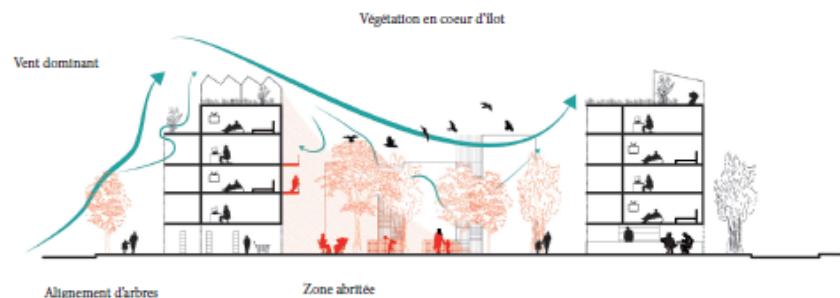 Végétation en coeur d'îlot
Vent dominant
Alignement d'arbres
Zone abritée